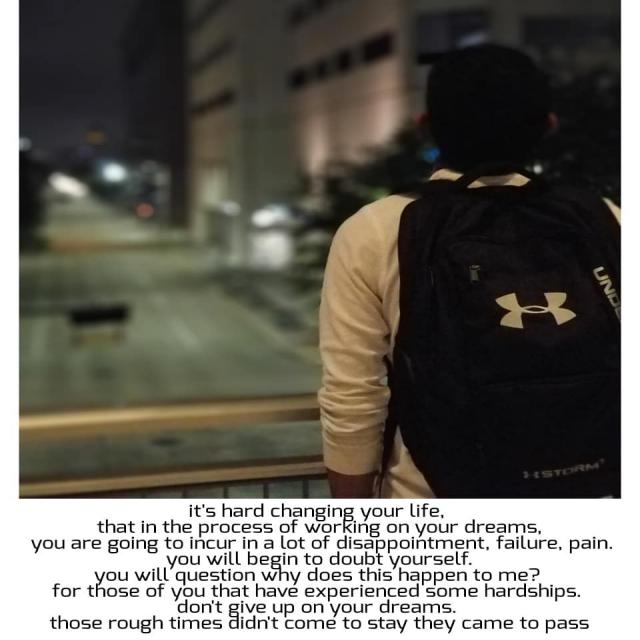 UNDE
STORM
it's hard changing your life,
that in the process of working on your dreams,
you are going to incur in a lot of disappointment, failure, pain.
you will begin to doubt yourself.
you will question why does this happen to me?
for those of you that have experienced some hardships.
don't give up on your dreams.
those rough times didn't come to stay they came to pass